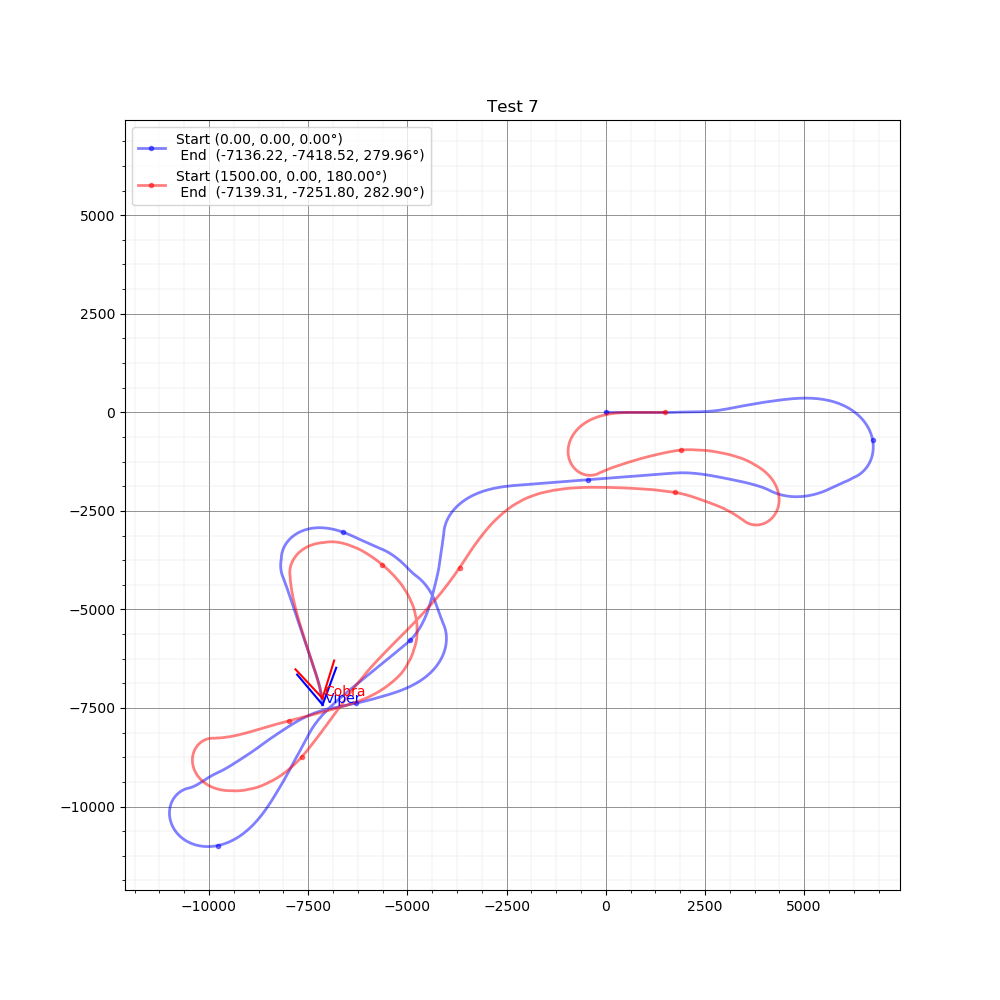 Test 7
Start (0.00, 0.00, 0.00°)
End (-7136.22, -7418.52, 279.96°)
Start (1500.00, 0.00, 180.00°)
End (-7139.31, -7251.80, 282.90°)
5000
2500
0
−2500
−5000
−7500
−10000
Cobra
Viper
−10000 −7500 −5000 −2500 0 2500 5000